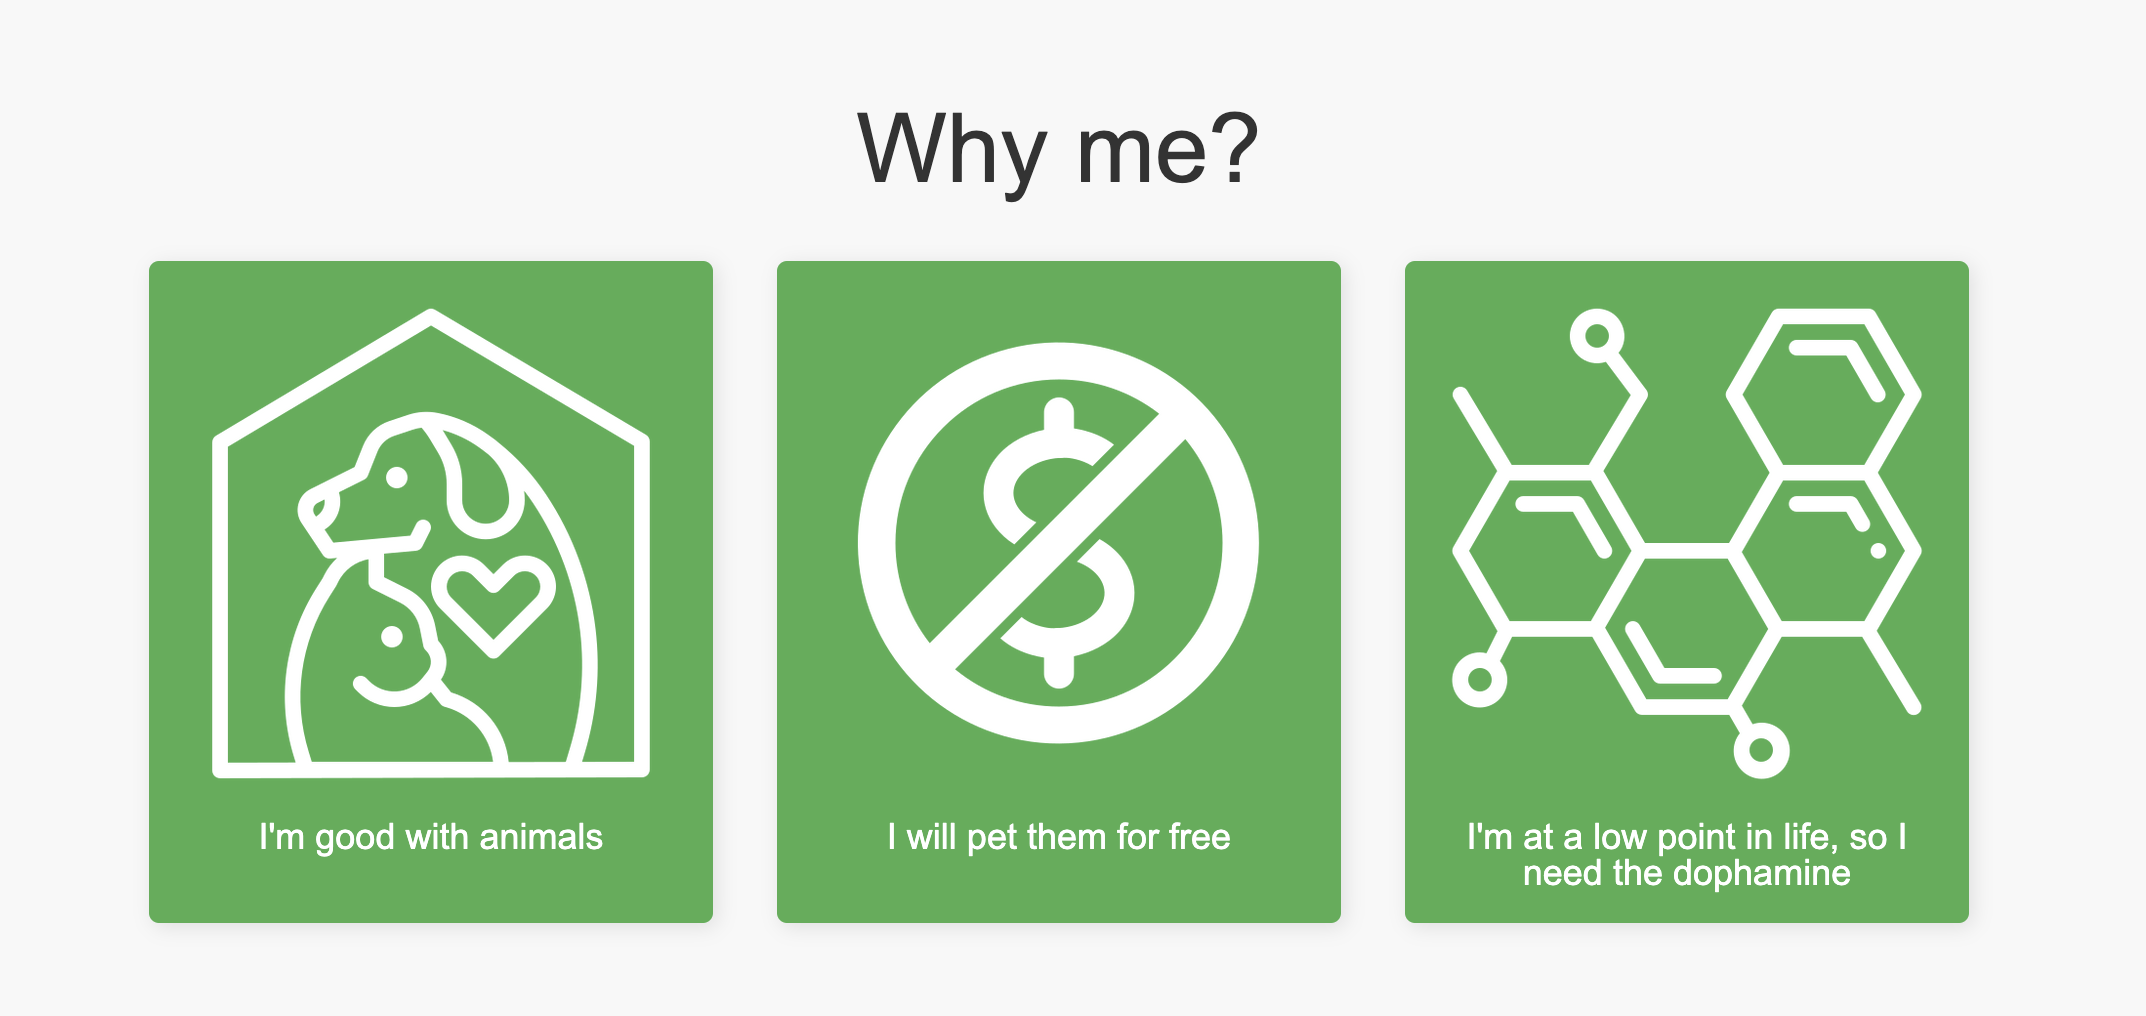 Why me?
I'm good with animals
I will pet them for free
I'm at a low point in life, so I
need the dophamine